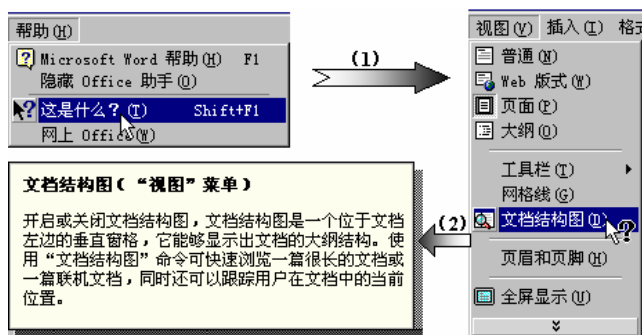 帮助(H)
Microsoft Word 帮助(H) F1
隐藏 Office 助手(O)
这是什么？(T) Shift+F1
网上 Office(W)
(1)
视图(V) 插入(I) 格式
普通(N)
Web 版式(W)
页面(P)
大纲(O)
工具栏(T)
网格线(G)
文档结构图(D)
页眉和页脚(H)
全屏显示(U)
(2)
文档结构图(“视图”菜单)
开启或关闭文档结构图，文档结构图是一个位于文档
左边的垂直窗格，它能够显示出文档的大纲结构。使
用“文档结构图”命令可快速浏览一篇很长的文档或
一篇联机文档，同时还可以跟踪用户在文档中的当前
位置。